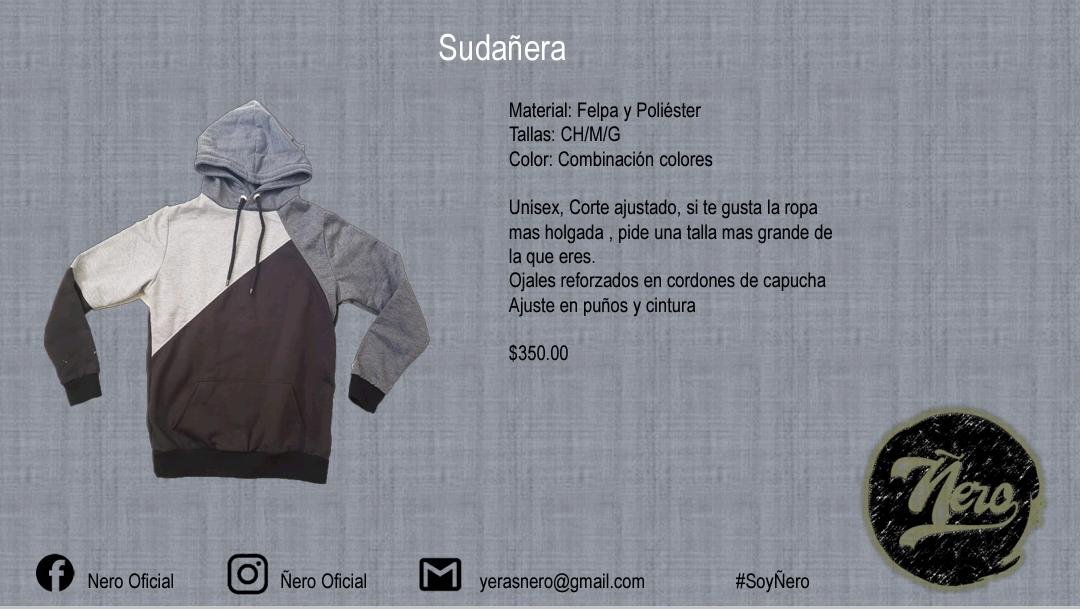 Sudañera
Material: Felpa y Poliéster
Tallas: CH/M/G
Color: Combinación colores
Unisex, Corte ajustado, si te gusta la ropa
mas holgada , pide una talla mas grande de
la que eres.
Ojales reforzados en cordones de capucha
Ajuste en puños y cintura
$350.00
Ñero
Nero Oficial
Ñero Oficial
yerasnero@gmail.com
#SoyÑero